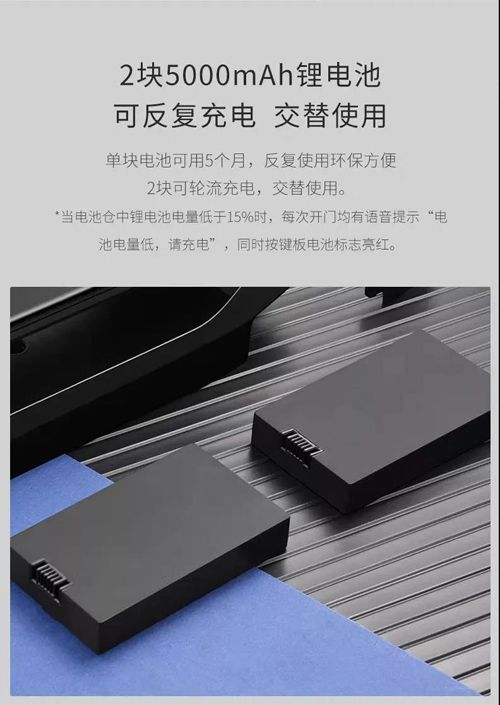 2块5000mAh锂电池
可反复充电 交替使用
单块电池可用5个月，反复使用环保方便
2块可轮流充电，交替使用。
*当电池仓中锂电池电量低于15%时，每次开门均有语音提示“电
池电量低，请充电”，同时按键板电池标志亮红。